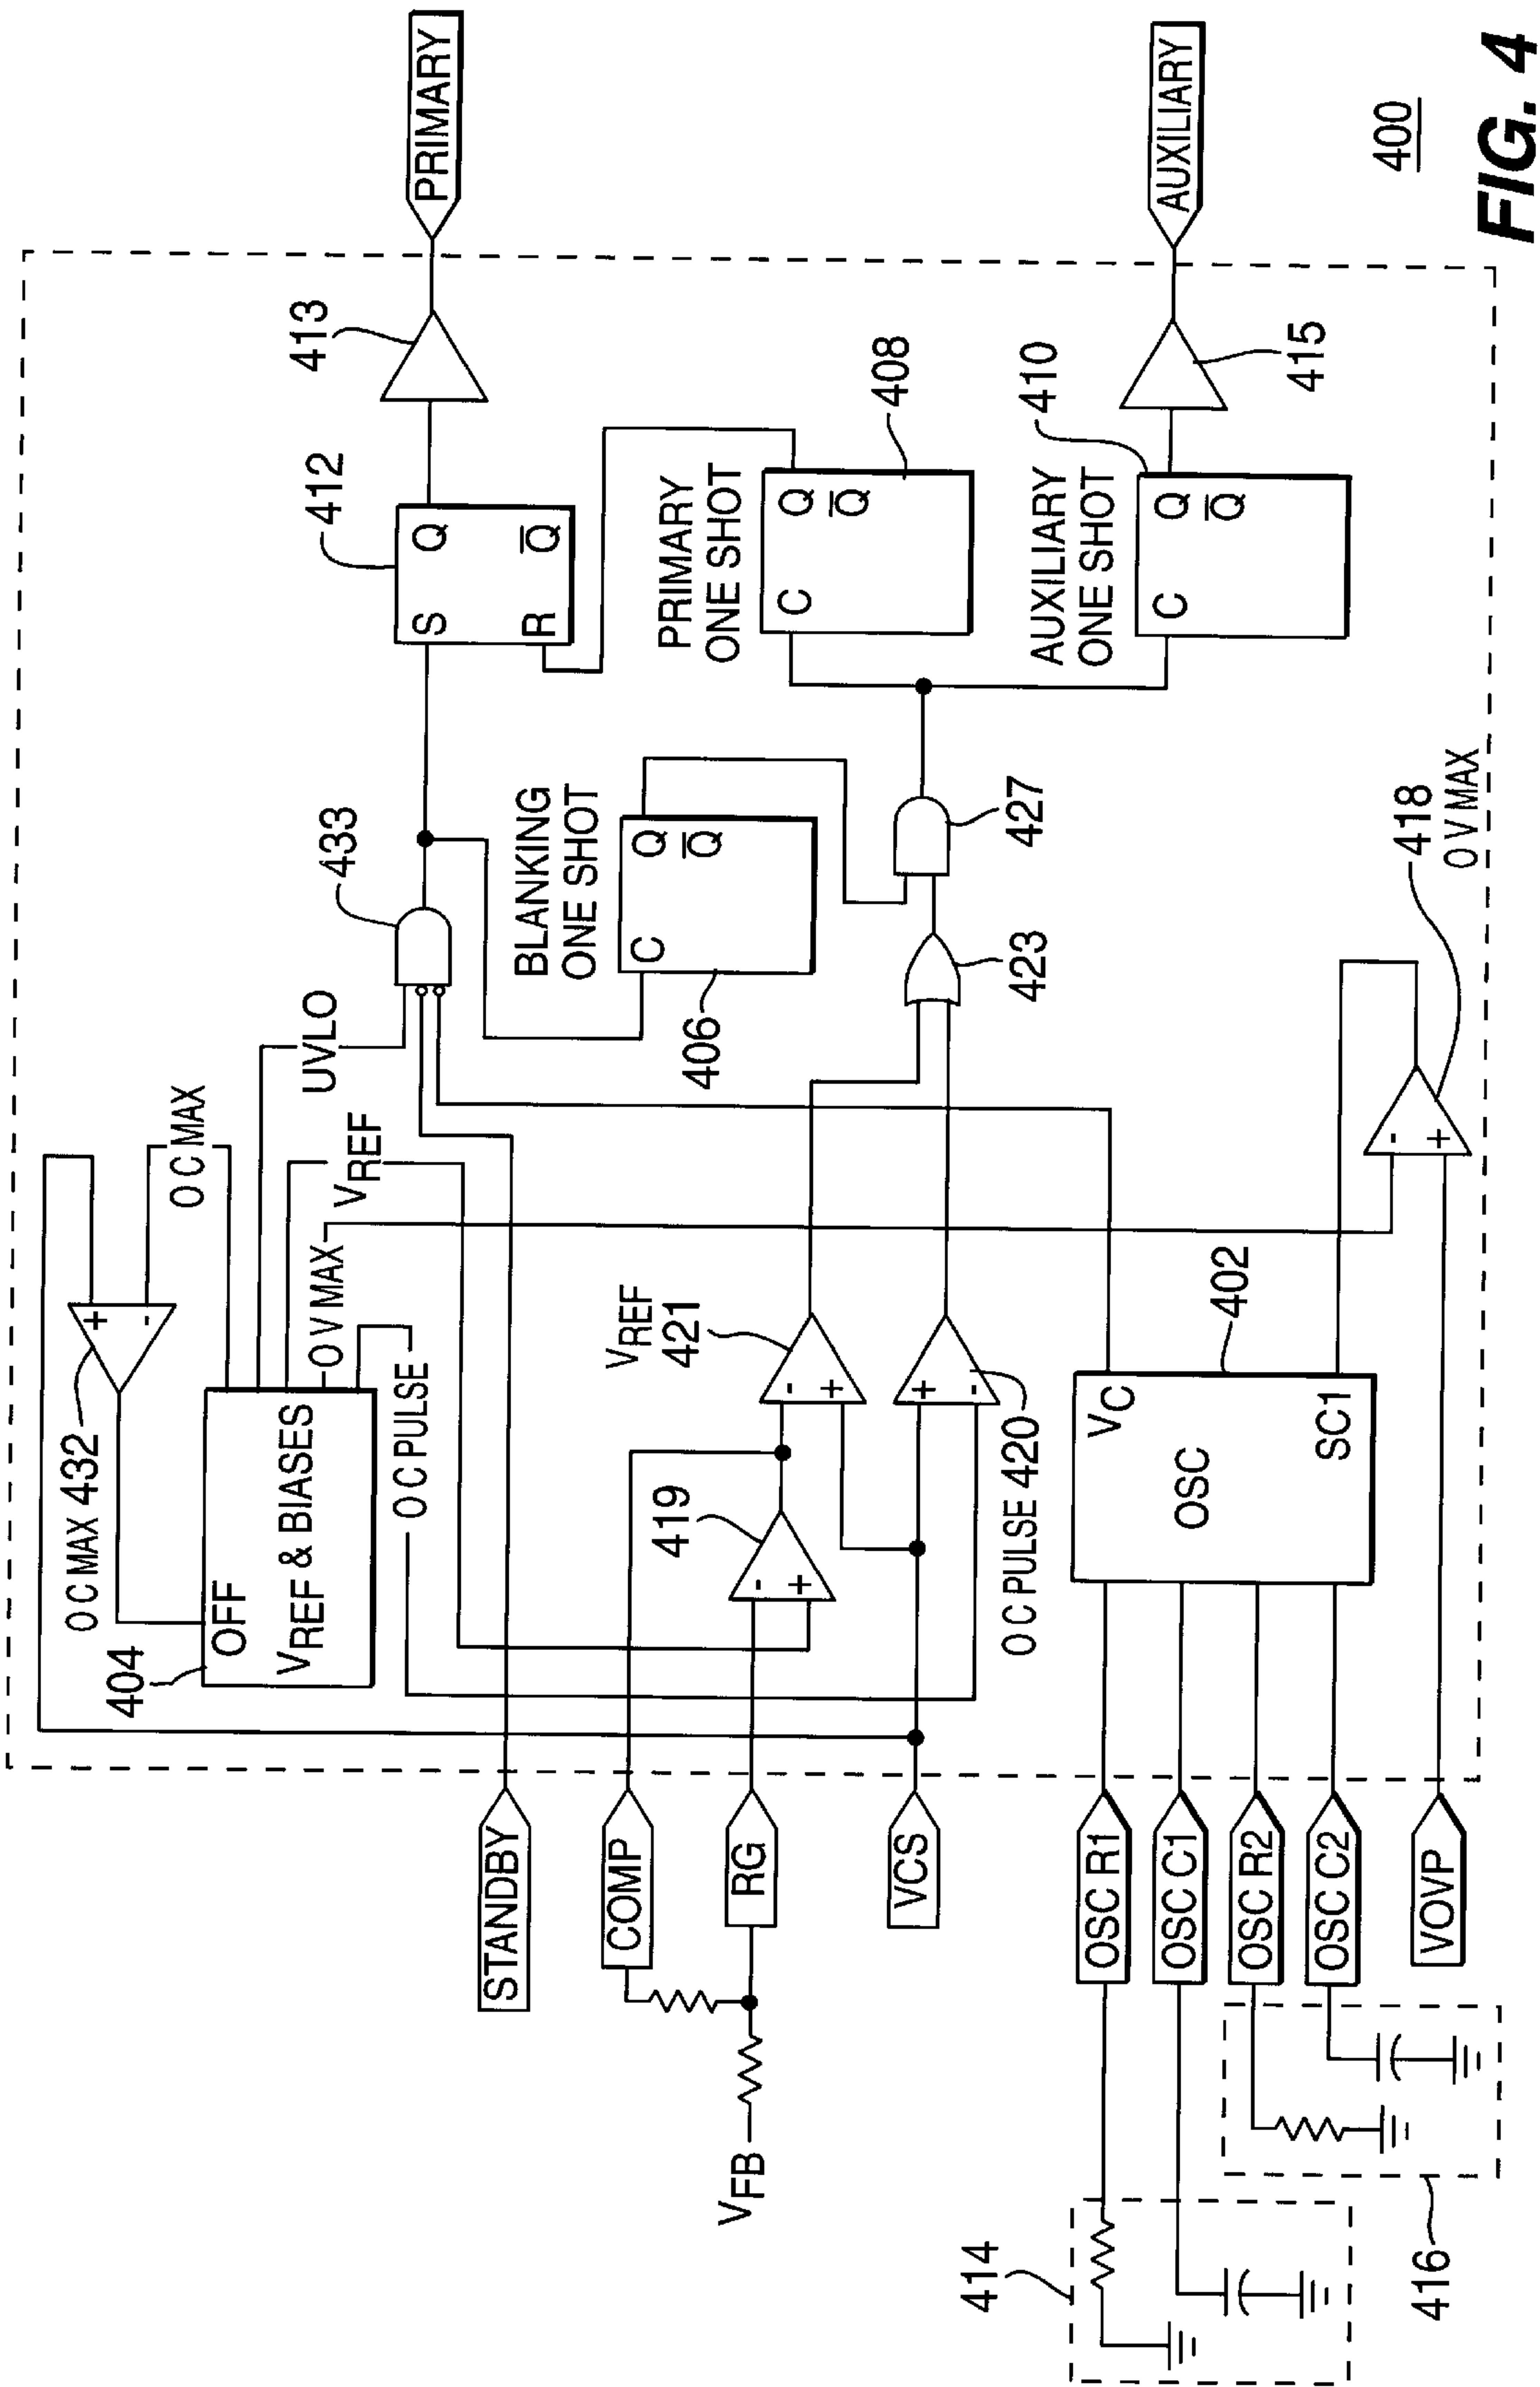 PRIMARY
413
412
S Q
R Q
433
UVLO
O C MAX
VREF
O V MAX
O C PULSE
O C MAX 432
404
OFF
VREF & BIASES
BLANKING
ONE SHOT
C Q
Q
406
PRIMARY
ONE SHOT
C Q
Q
408
AUXILIARY
ONE SHOT
C Q
Q
410
415
AUXILIARY
427
423
VREF
421
419
O C PULSE 420
402
VC
OSC
SC1
418
O V MAX
STANDBY
COMP
RG
VFB
VCS
OSC R1
OSC C1
OSC R2
OSC C2
VOVP
414
416
400
FIG. 4